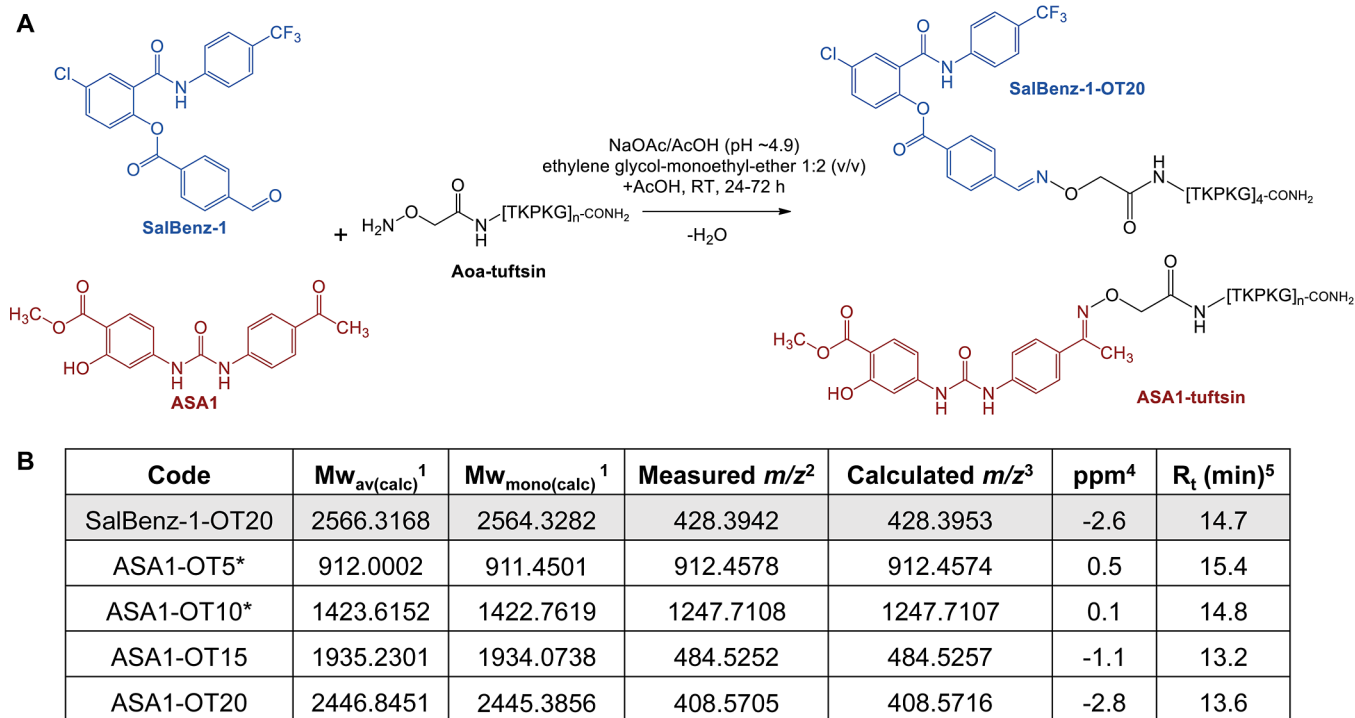 A
CF₃
O
Cl
N
H
O
O
O
SalBenz-1
+
H₂N
O
O
N
H
[TKPKG]n-CONH₂
Aoa-tuftsin
O
H₃C
O
HO
N
H
O
N
H
O
CH₃
ASA1
NaOAc/AcOH (pH ~4.9)
ethylene glycol-monoethyl-ether 1:2 (v/v)
+AcOH, RT, 24-72 h
-H₂O
CF₃
O
Cl
N
H
SalBenz-1-OT20
O
O
N
O
O
H
N
[TKPKG]₄-CONH₂
O
H₃C
O
HO
N
H
O
N
H
N
O
O
N
H
[TKPKG]n-CONH₂
CH₃
ASA1-tuftsin
B
Code Mwav(calc)¹ Mwmono(calc)¹ Measured m/z² Calculated m/z³ ppm⁴ Rt (min)⁵
SalBenz-1-OT20 2566.3168 2564.3282 428.3942 428.3953 -2.6 14.7
ASA1-OT5* 912.0002 911.4501 912.4578 912.4574 0.5 15.4
ASA1-OT10* 1423.6152 1422.7619 1247.7108 1247.7107 0.1 14.8
ASA1-OT15 1935.2301 1934.0738 484.5252 484.5257 -1.1 13.2
ASA1-OT20 2446.8451 2445.3856 408.5705 408.5716 -2.8 13.6